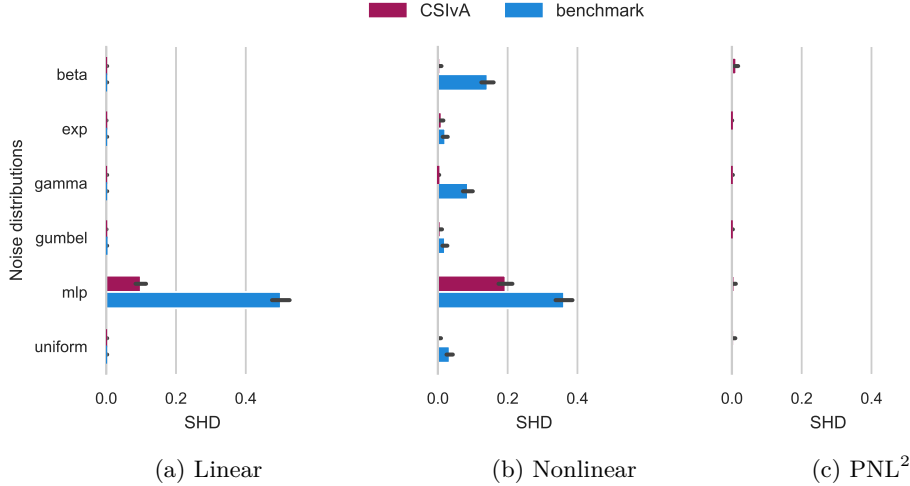 CSIvA benchmark
Noise distributions
beta
exp
gamma
gumbel
mlp
uniform
0.0 0.2 0.4 0.0 0.2 0.4 0.0 0.2 0.4
SHD SHD SHD
(a) Linear (b) Nonlinear (c) PNL²